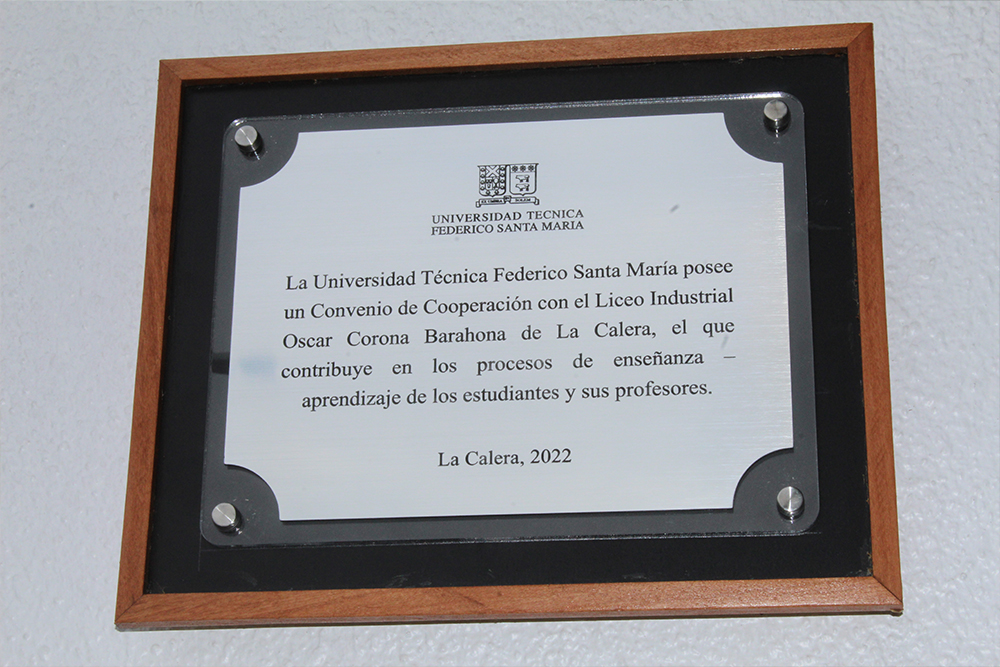 UNIVERSIDAD TECNICA
FEDERICO SANTA MARIA
La Universidad Técnica Federico Santa María posee
un Convenio de Cooperación con el Liceo Industrial
Oscar Corona Barahona de La Calera, el que
contribuye en los procesos de enseñanza –
aprendizaje de los estudiantes y sus profesores.
La Calera, 2022